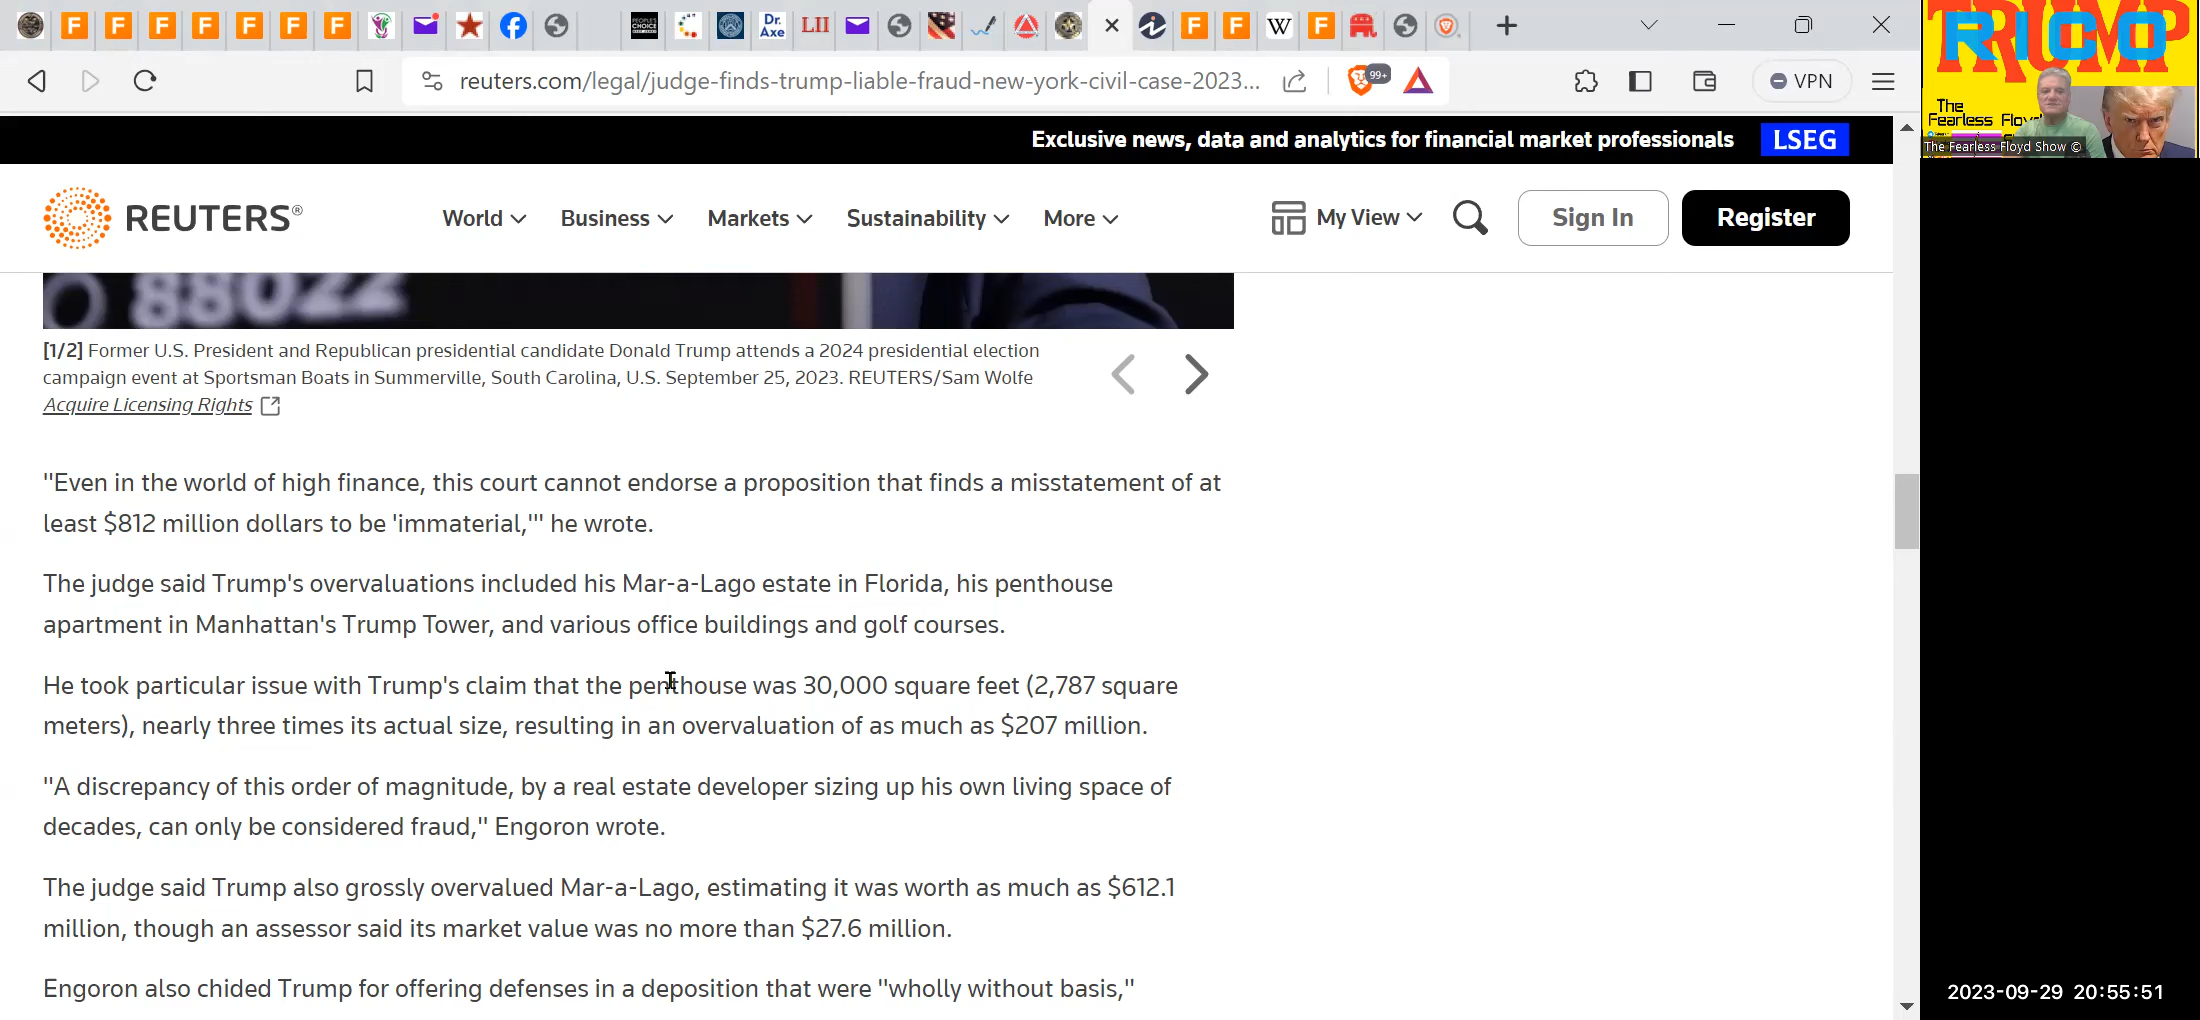 F F F F F F F PEOPLE'S CHOICE Dr. Axe LII F F W F
reuters.com/legal/judge-finds-trump-liable-fraud-new-york-civil-case-2023... 99+ VPN
Exclusive news, data and analytics for financial market professionals LSEG
REUTERS® World Business Markets Sustainability More My View Sign In Register
88022
[1/2] Former U.S. President and Republican presidential candidate Donald Trump attends a 2024 presidential election
campaign event at Sportsman Boats in Summerville, South Carolina, U.S. September 25, 2023. REUTERS/Sam Wolfe
Acquire Licensing Rights
"Even in the world of high finance, this court cannot endorse a proposition that finds a misstatement of at
least $812 million dollars to be 'immaterial,'" he wrote.
The judge said Trump's overvaluations included his Mar-a-Lago estate in Florida, his penthouse
apartment in Manhattan's Trump Tower, and various office buildings and golf courses.
He took particular issue with Trump's claim that the penthouse was 30,000 square feet (2,787 square
meters), nearly three times its actual size, resulting in an overvaluation of as much as $207 million.
"A discrepancy of this order of magnitude, by a real estate developer sizing up his own living space of
decades, can only be considered fraud," Engoron wrote.
The judge said Trump also grossly overvalued Mar-a-Lago, estimating it was worth as much as $612.1
million, though an assessor said its market value was no more than $27.6 million.
Engoron also chided Trump for offering defenses in a deposition that were "wholly without basis,"
TRUMP
RICO
The
Fearless Floyd
The Fearless Floyd Show ©
2023-09-29 20:55:51